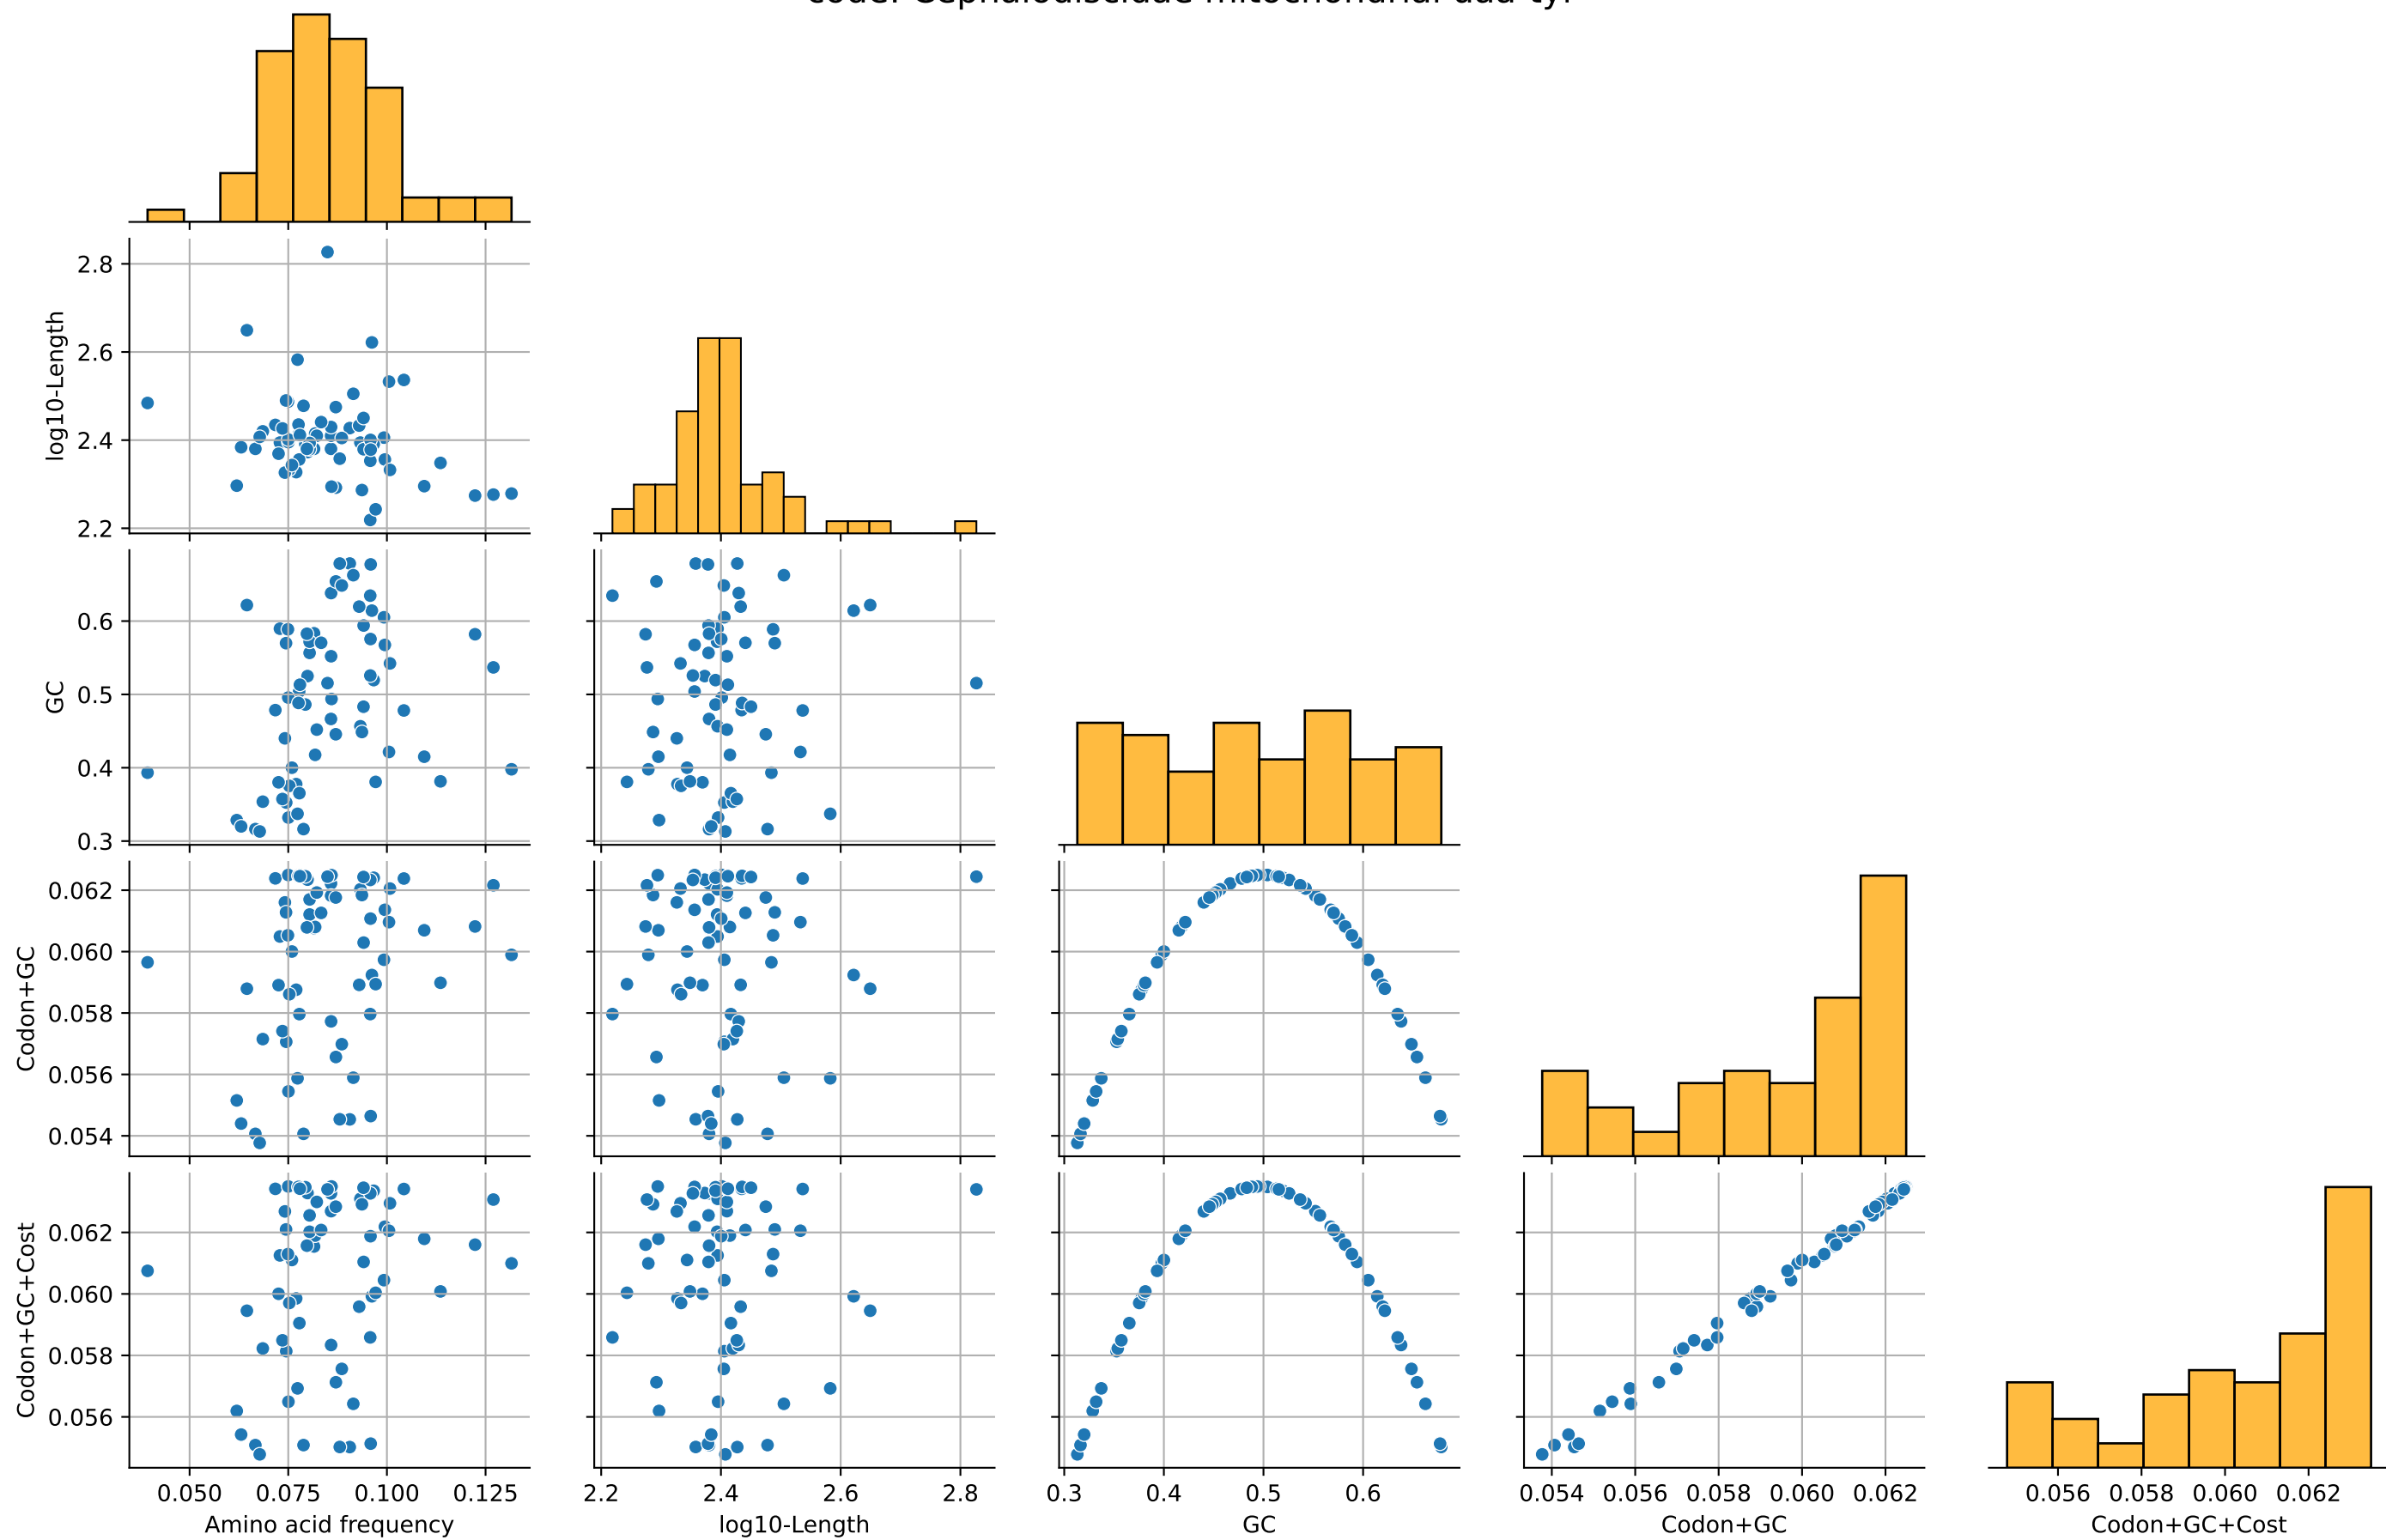 2.8
2.6
2.4
2.2
log10-Length
0.6
0.5
0.4
0.3
GC
0.062
0.060
0.058
0.056
0.054
Codon+GC
0.062
0.060
0.058
0.056
Codon+GC+Cost
0.050 0.075 0.100 0.125
2.2 2.4 2.6 2.8
0.3 0.4 0.5 0.6
0.054 0.056 0.058 0.060 0.062
0.056 0.058 0.060 0.062
Amino acid frequency
log10-Length
GC
Codon+GC
Codon+GC+Cost